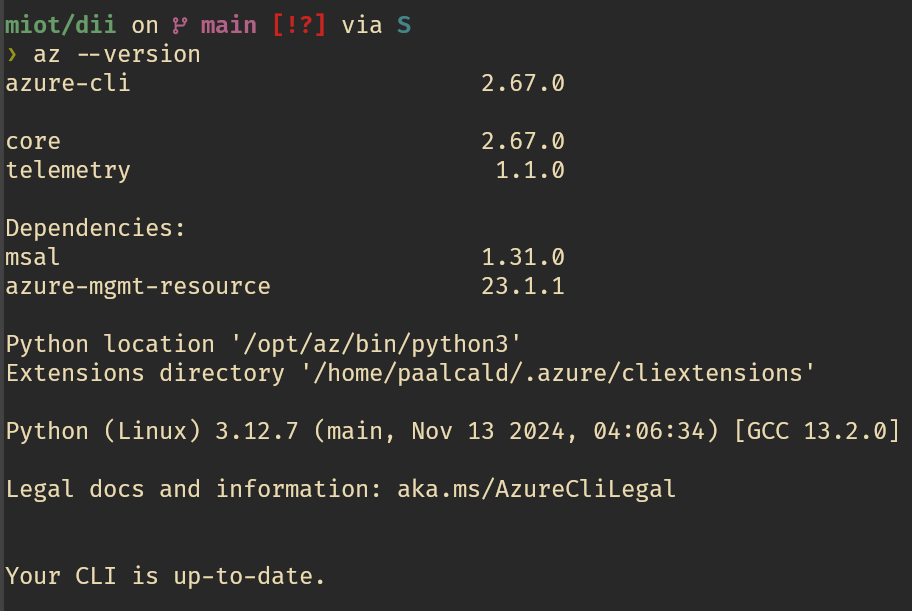 miot/dii on main [!?] via S
❯ az --version
azure-cli 2.67.0
core 2.67.0
telemetry 1.1.0
Dependencies:
msal 1.31.0
azure-mgmt-resource 23.1.1
Python location '/opt/az/bin/python3'
Extensions directory '/home/paalcald/.azure/cliextensions'
Python (Linux) 3.12.7 (main, Nov 13 2024, 04:06:34) [GCC 13.2.0]
Legal docs and information: aka.ms/AzureCliLegal
Your CLI is up-to-date.